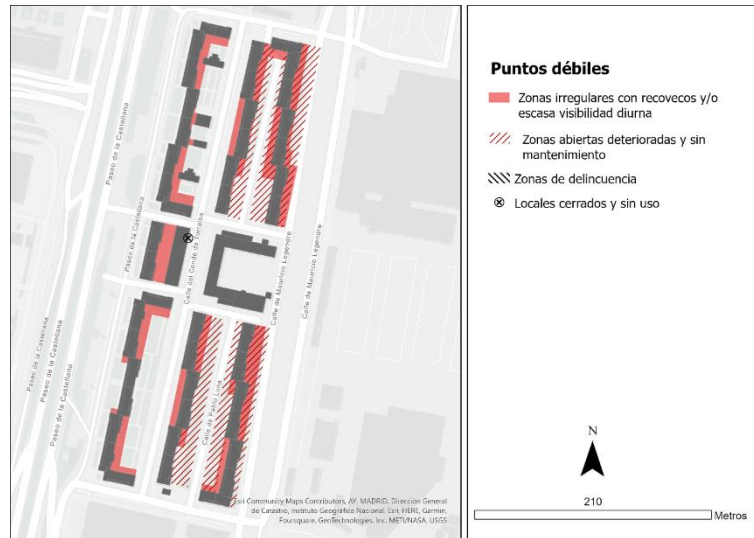 Paseo de la Castellana
Paseo de la Castellana
Calle del Conde de Torralba
Calle de Mauricio Legendre
Calle de Mauricio Legendre
Paseo de la Castellana
Paseo de la Castellana
Paseo de la Castellana
Calle de Pablo Luna
Esri Community Maps Contributors, AY. MADRID, Dirección General
de Catastro, Instituto Geográfico Nacional, Esri, HERE, Garmin,
Foursquare, GeoTechnologies, Inc, METI/NASA, USGS
Puntos débiles
Zonas irregulares con recovecos y/o
escasa visibilidad diurna
Zonas abiertas deterioradas y sin
mantenimiento
Zonas de delincuencia
Locales cerrados y sin uso
N
210
Metros